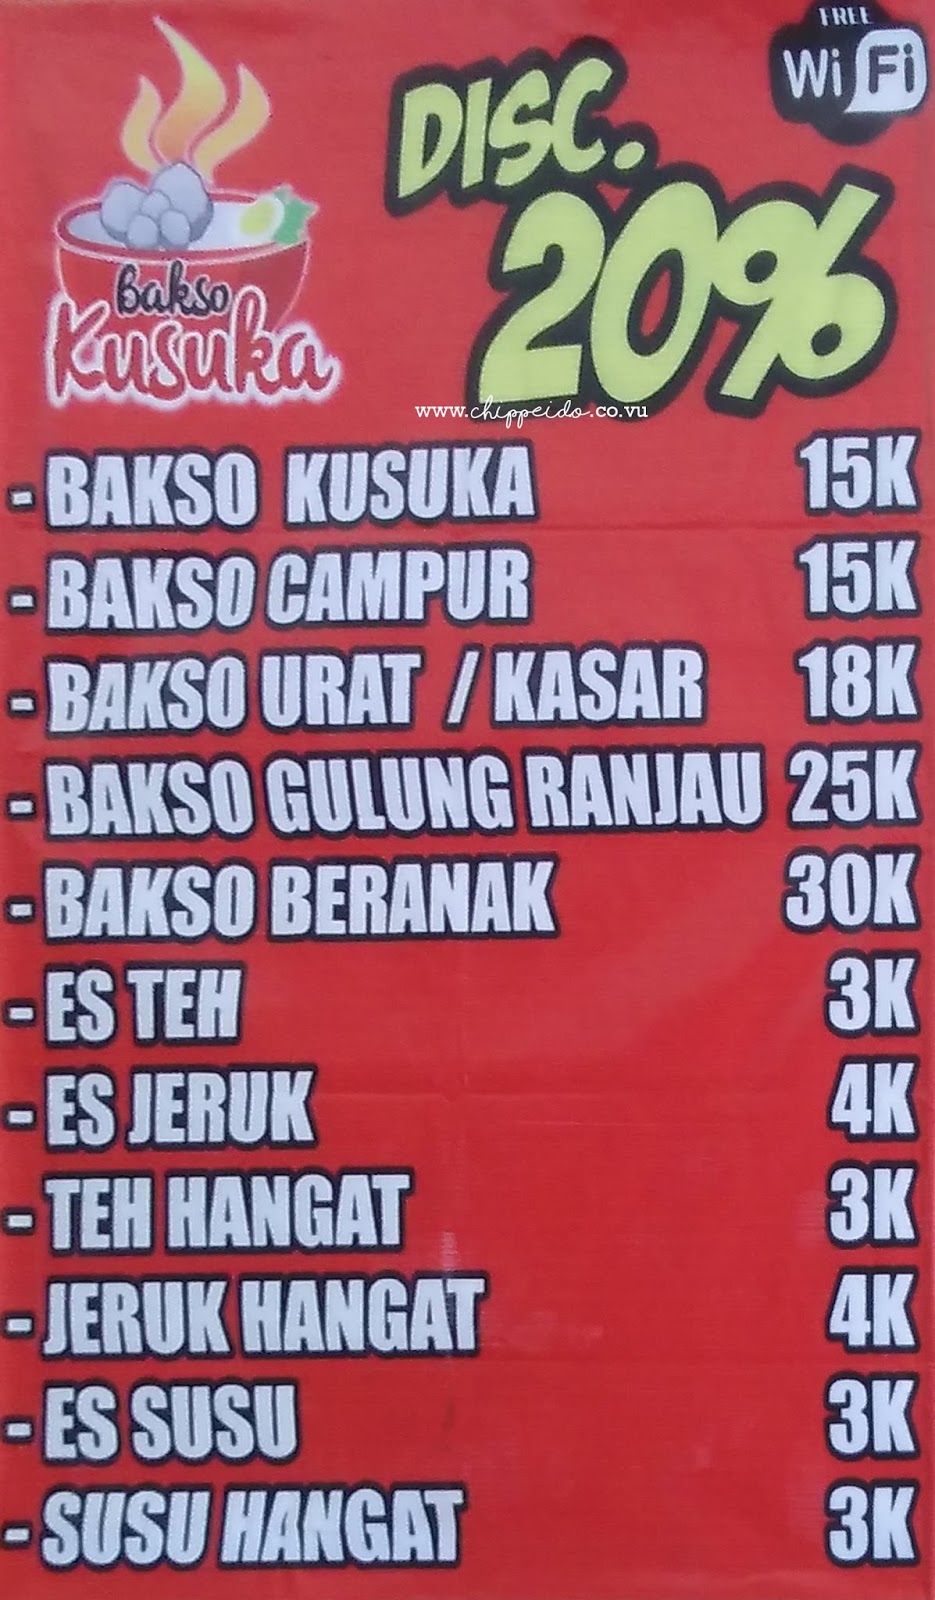 FREE
WiFi
DISC.
20%
Bakso
Kusuka
www.chippeido.co.vu
- BAKSO KUSUKA 15K
- BAKSO CAMPUR 15K
- BAKSO URAT / KASAR 18K
- BAKSO GULUNG RANJAU 25K
- BAKSO BERANAK 30K
- ES TEH 3K
- ES JERUK 4K
- TEH HANGAT 3K
- JERUK HANGAT 4K
- ES SUSU 3K
- SUSU HANGAT 3K